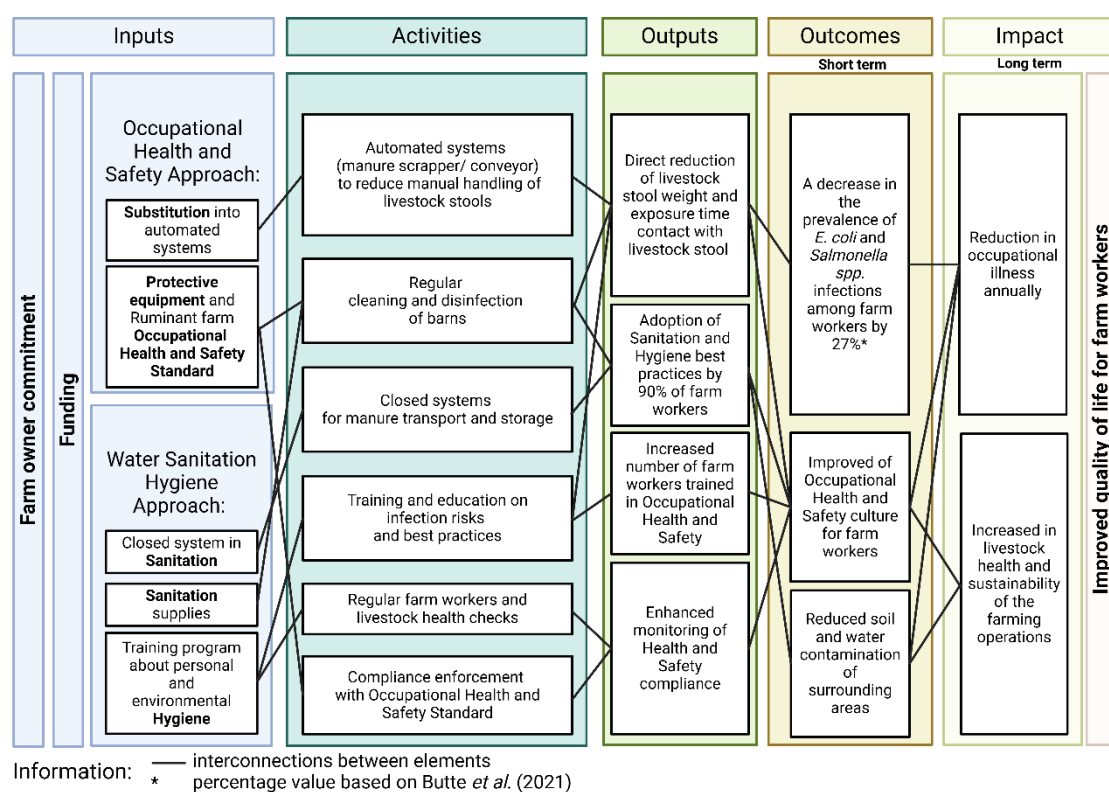 Inputs
Activities
Outputs
Outcomes
Impact
Short term
Long term
Farm owner commitment
Funding
Occupational
Health and
Safety Approach:
Substitution into
automated
systems
Protective
equipment and
Ruminant farm
Occupational
Health and Safety
Standard
Water Sanitation
Hygiene
Approach:
Closed system in
Sanitation
Sanitation
supplies
Training program
about personal
and
environmental
Hygiene
Automated systems
(manure scrapper/ conveyor)
to reduce manual handling of
livestock stools
Regular
cleaning and disinfection
of barns
Closed systems
for manure transport and storage
Training and education on
infection risks
and best practices
Regular farm workers and
livestock health checks
Compliance enforcement
with Occupational Health and
Safety Standard
Direct reduction
of livestock
stool weight and
exposure time
contact with
livestock stool
Adoption of
Sanitation and
Hygiene best
practices by
90% of farm
workers
Increased
number of farm
workers trained
in Occupational
Health and
Safety
Enhanced
monitoring of
Health and
Safety
compliance
A decrease in
the
prevalence of
E. coli and
Salmonella
spp.
infections
among farm
workers by
27%*
Improved of
Occupational
Health and
Safety culture
for farm
workers
Reduced soil
and water
contamination
of
surrounding
areas
Reduction in
occupational
illness
annually
Increased in
livestock
health and
sustainability
of the
farming
operations
Improved quality of life for farm workers
Information:
interconnections between elements
* percentage value based on Butte et al. (2021)